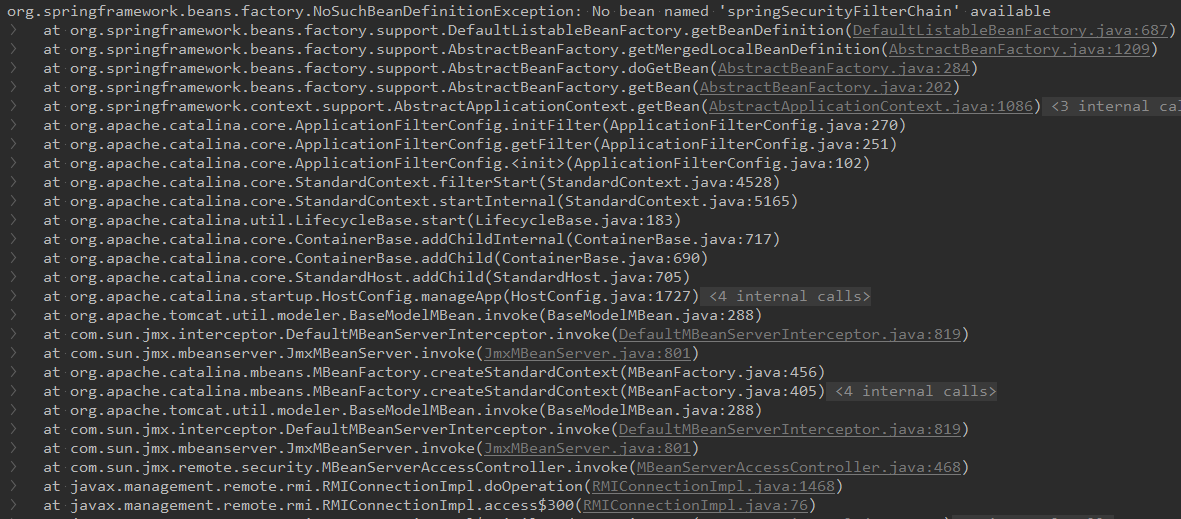 org.springframework.beans.factory.NoSuchBeanDefinitionException: No bean named 'springSecurityFilterChain' available
at org.springframework.beans.factory.support.DefaultListableBeanFactory.getBeanDefinition(DefaultListableBeanFactory.java:687)
at org.springframework.beans.factory.support.AbstractBeanFactory.getMergedLocalBeanDefinition(AbstractBeanFactory.java:1209)
at org.springframework.beans.factory.support.AbstractBeanFactory.doGetBean(AbstractBeanFactory.java:284)
at org.springframework.beans.factory.support.AbstractBeanFactory.getBean(AbstractBeanFactory.java:202)
at org.springframework.context.support.AbstractApplicationContext.getBean(AbstractApplicationContext.java:1086) <3 internal cal
at org.apache.catalina.core.ApplicationFilterConfig.initFilter(ApplicationFilterConfig.java:270)
at org.apache.catalina.core.ApplicationFilterConfig.getFilter(ApplicationFilterConfig.java:251)
at org.apache.catalina.core.ApplicationFilterConfig.<init>(ApplicationFilterConfig.java:102)
at org.apache.catalina.core.StandardContext.filterStart(StandardContext.java:4528)
at org.apache.catalina.core.StandardContext.startInternal(StandardContext.java:5165)
at org.apache.catalina.util.LifecycleBase.start(LifecycleBase.java:183)
at org.apache.catalina.core.ContainerBase.addChildInternal(ContainerBase.java:717)
at org.apache.catalina.core.ContainerBase.addChild(ContainerBase.java:690)
at org.apache.catalina.core.StandardHost.addChild(StandardHost.java:705)
at org.apache.catalina.startup.HostConfig.manageApp(HostConfig.java:1727) <4 internal calls>
at org.apache.tomcat.util.modeler.BaseModelMBean.invoke(BaseModelMBean.java:288)
at com.sun.jmx.interceptor.DefaultMBeanServerInterceptor.invoke(DefaultMBeanServerInterceptor.java:819)
at com.sun.jmx.mbeanserver.JmxMBeanServer.invoke(JmxMBeanServer.java:801)
at org.apache.catalina.mbeans.MBeanFactory.createStandardContext(MBeanFactory.java:456)
at org.apache.catalina.mbeans.MBeanFactory.createStandardContext(MBeanFactory.java:405) <4 internal calls>
at org.apache.tomcat.util.modeler.BaseModelMBean.invoke(BaseModelMBean.java:288)
at com.sun.jmx.interceptor.DefaultMBeanServerInterceptor.invoke(DefaultMBeanServerInterceptor.java:819)
at com.sun.jmx.mbeanserver.JmxMBeanServer.invoke(JmxMBeanServer.java:801)
at com.sun.jmx.remote.security.MBeanServerAccessController.invoke(MBeanServerAccessController.java:468)
at javax.management.remote.rmi.RMIConnectionImpl.doOperation(RMIConnectionImpl.java:1468)
at javax.management.remote.rmi.RMIConnectionImpl.access$300(RMIConnectionImpl.java:76)